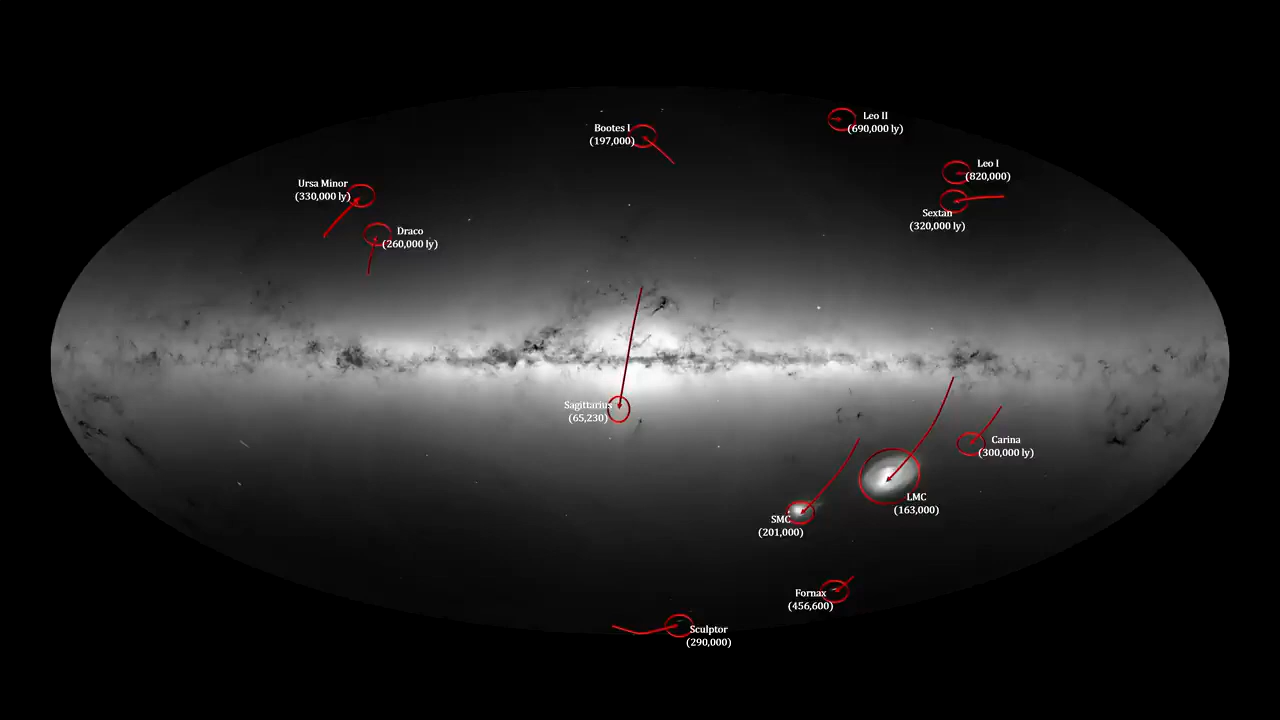 Leo II
(690,000 ly)
Bootes I
(197,000)
Leo I
(820,000)
Ursa Minor
(330,000 ly)
Sextan
(320,000 ly)
Draco
(260,000 ly)
Sagittarius
(65,230)
Carina
(300,000 ly)
LMC
(163,000)
SMC
(201,000)
Fornax
(456,600)
Sculptor
(290,000)